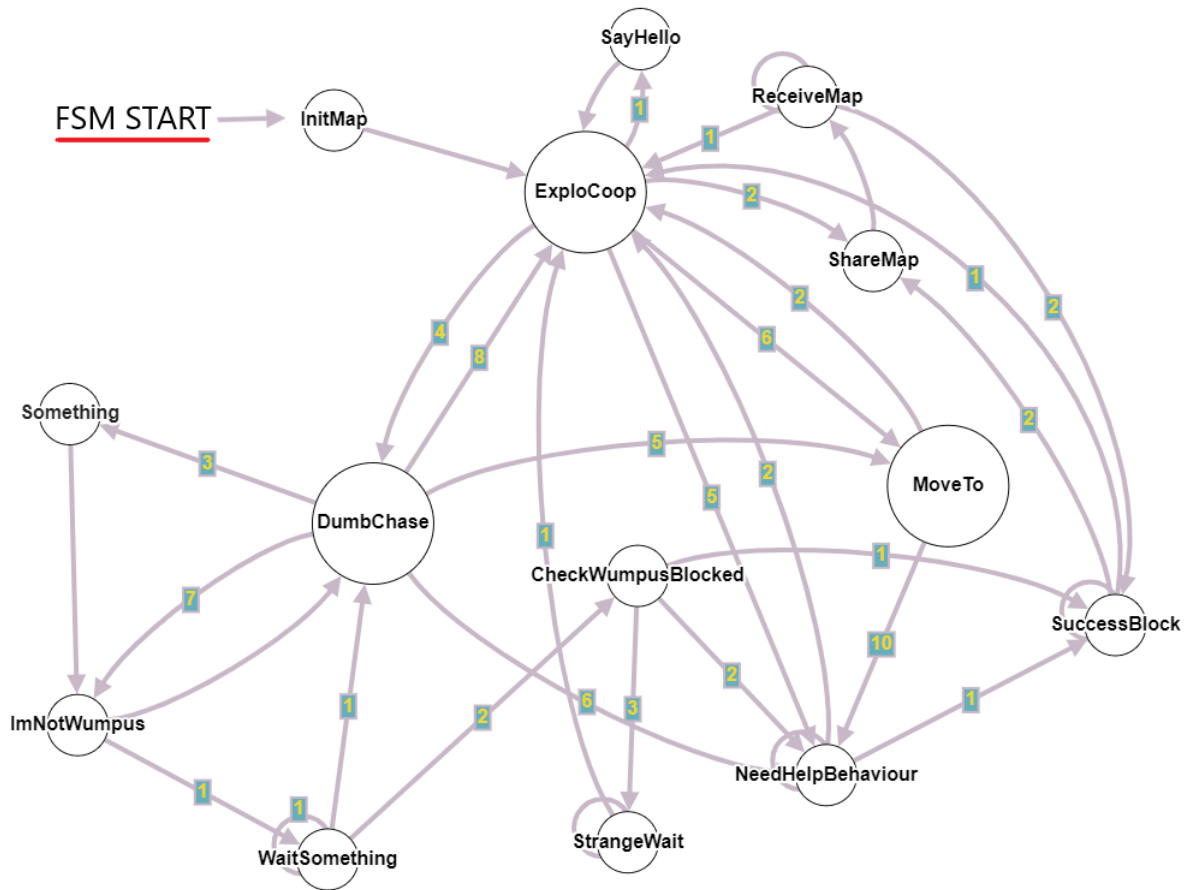 SayHello
ReceiveMap
FSM START
InitMap
1
1
ExploCoop
2
ShareMap
1
2
2
4
6
8
Something
2
5
3
2
MoveTo
5
DumbChase
1
1
CheckWumpusBlocked
7
SuccessBlock
10
2
6
1
1
3
2
ImNotWumpus
NeedHelpBehaviour
1
1
StrangeWait
WaitSomething